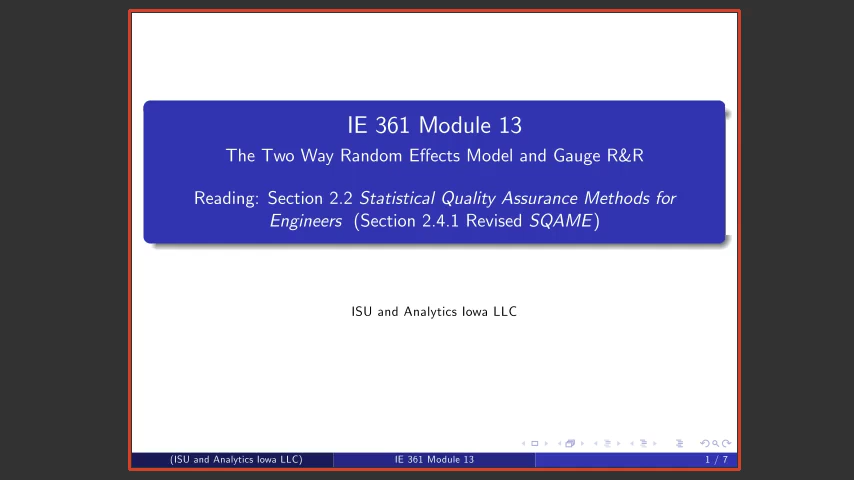 IE 361 Module 13
The Two Way Random Effects Model and Gauge R&R
Reading: Section 2.2 Statistical Quality Assurance Methods for
Engineers (Section 2.4.1 Revised SQAME)
ISU and Analytics Iowa LLC
(ISU and Analytics Iowa LLC) IE 361 Module 13 1 / 7